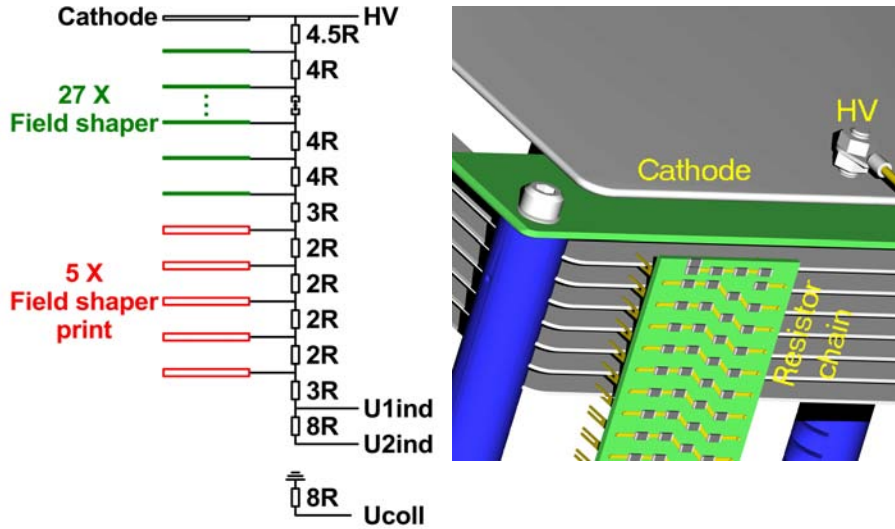 Cathode
HV
4.5R
4R
27 X
Field shaper
4R
4R
3R
2R
5 X
Field shaper
print
2R
2R
2R
3R
U1ind
8R
U2ind
8R
Ucoll
HV
Cathode
Resistor
chain